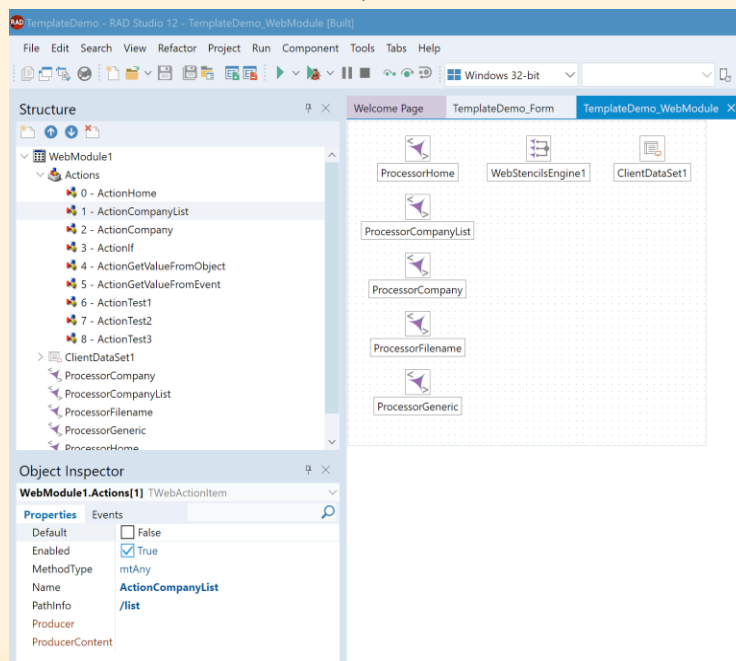 RAD TemplateDemo - RAD Studio 12 - TemplateDemo_WebModule [Built]
File Edit Search View Refactor Project Run Component Tools Tabs Help
Windows 32-bit
Structure
Welcome Page TemplateDemo_Form TemplateDemo_WebModule
WebModule1
Actions
0 - ActionHome
1 - ActionCompanyList
2 - ActionCompany
3 - ActionIf
4 - ActionGetValueFromObject
5 - ActionGetValueFromEvent
6 - ActionTest1
7 - ActionTest2
8 - ActionTest3
ClientDataSet1
ProcessorCompany
ProcessorCompanyList
ProcessorFilename
ProcessorGeneric
ProcessorHome
ProcessorHome WebStencilsEngine1 ClientDataSet1
ProcessorCompanyList
ProcessorCompany
ProcessorFilename
ProcessorGeneric
Object Inspector
WebModule1.Actions[1] TWebActionItem
Properties Events
Default False
Enabled True
MethodType mtAny
Name ActionCompanyList
PathInfo /list
Producer
ProducerContent